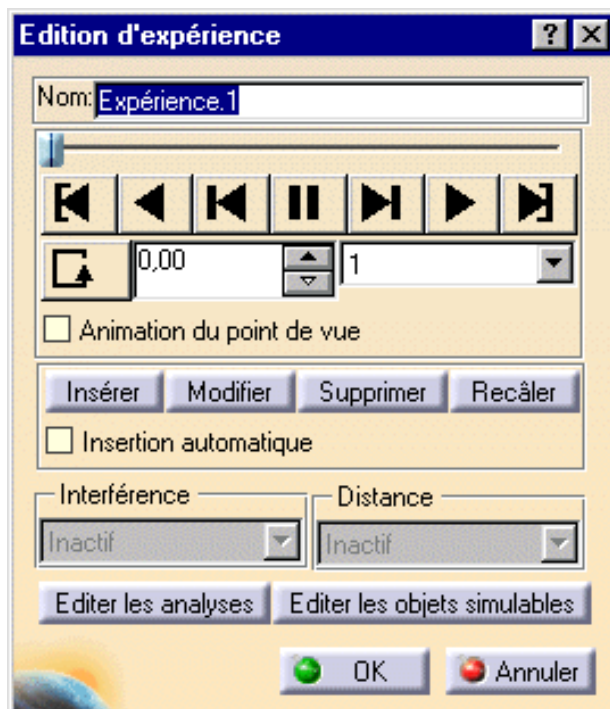 Edition d'expérience
Nom: Expérience.1
0,00 1
Animation du point de vue
Insérer Modifier Supprimer Recâler
Insertion automatique
Interférence Distance
Inactif Inactif
Editer les analyses Editer les objets simulables
OK Annuler